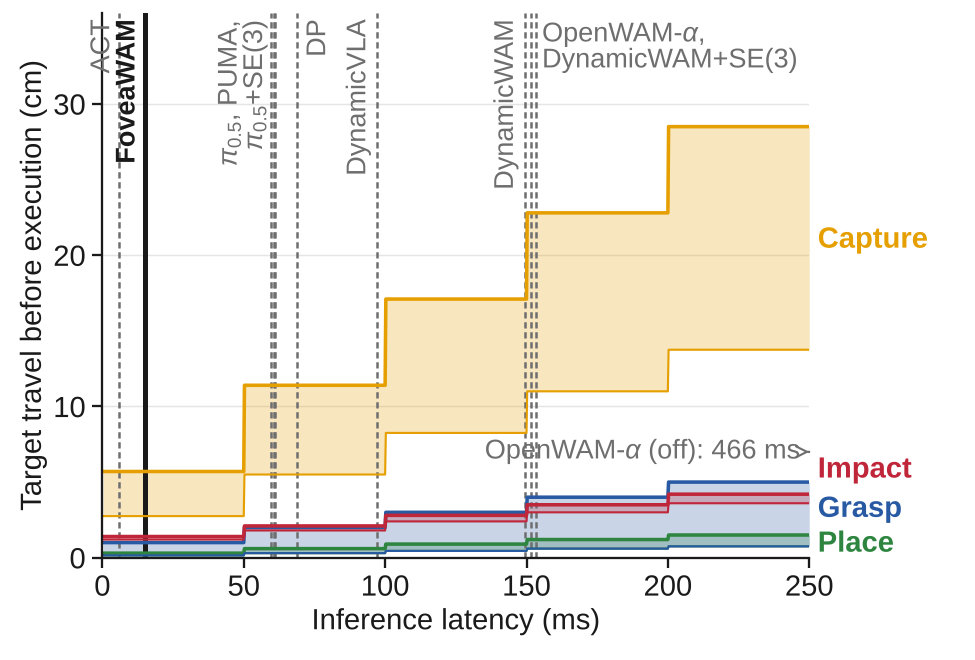 Target travel before execution (cm)
30
20
10
0
ACT
FoveaWAM
π0.5, PUMA,
π0.5+SE(3)
DP
DynamicVLA
DynamicWAM
OpenWAM-α,
DynamicWAM+SE(3)
Capture
OpenWAM-α (off): 466 ms
Impact
Grasp
Place
0
50
100
150
200
250
Inference latency (ms)